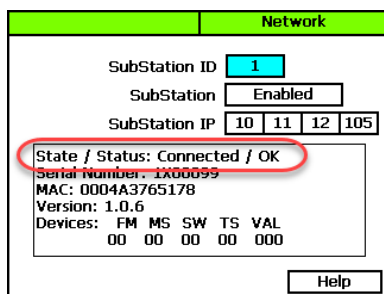 Network
SubStation ID 1
SubStation Enabled
SubStation IP 10 11 12 105
State / Status: Connected / OK
Serial Number: 1X00099
MAC: 0004A3765178
Version: 1.0.6
Devices: FM MS SW TS VAL
00 00 00 00 000
Help